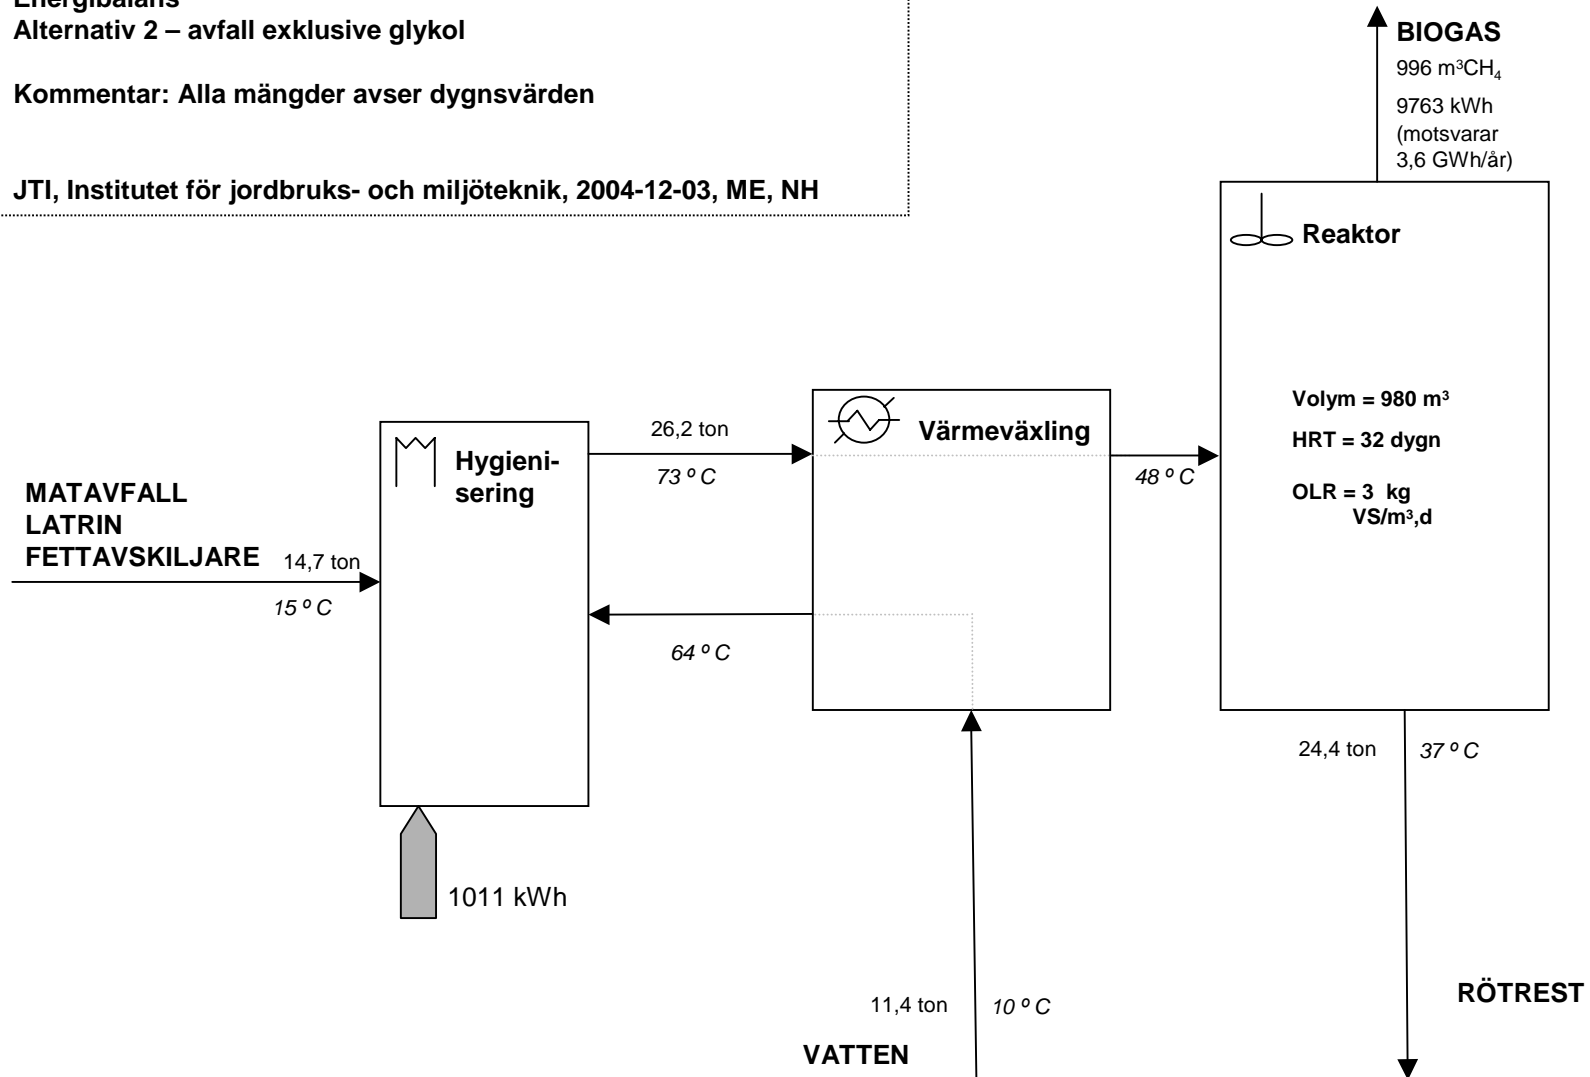 Energibalans
Alternativ 2 – avfall exklusive glykol
Kommentar: Alla mängder avser dygnsvärden
JTI, Institutet för jordbruks- och miljöteknik, 2004-12-03, ME, NH
BIOGAS
996 m³CH₄
9763 kWh
(motsvarar
3,6 GWh/år)
Reaktor
Volym = 980 m³
HRT = 32 dygn
OLR = 3 kg
VS/m³,d
Värmeväxling
26,2 ton
73 º C
48 º C
Hygieni-
sering
MATAVFALL
LATRIN
FETTAVSKILJARE
14,7 ton
15 º C
64 º C
24,4 ton
37 º C
1011 kWh
11,4 ton
10 º C
VATTEN
RÖTREST